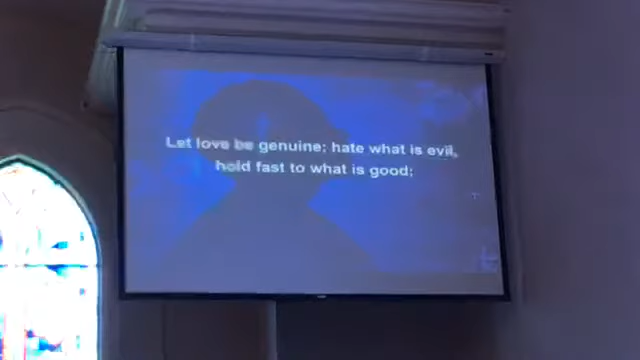 Let love be genuine; hate what is evil,
hold fast to what is good;